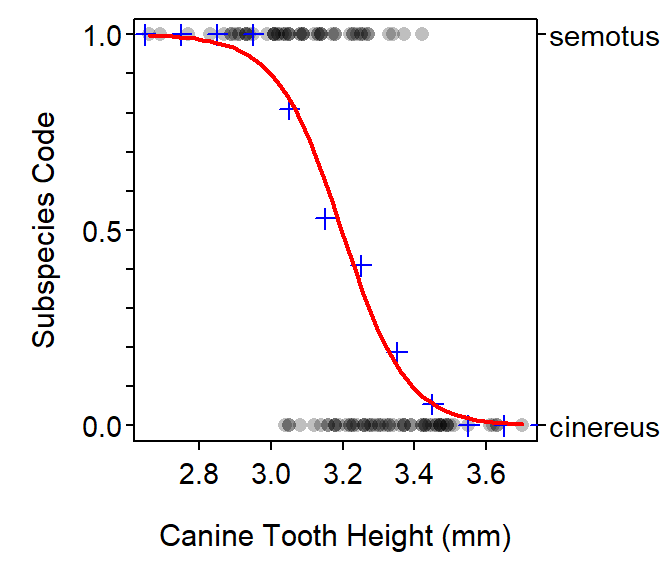 1.0
semotus
Subspecies Code
0.5
0.0
cinereus
2.8 3.0 3.2 3.4 3.6
Canine Tooth Height (mm)